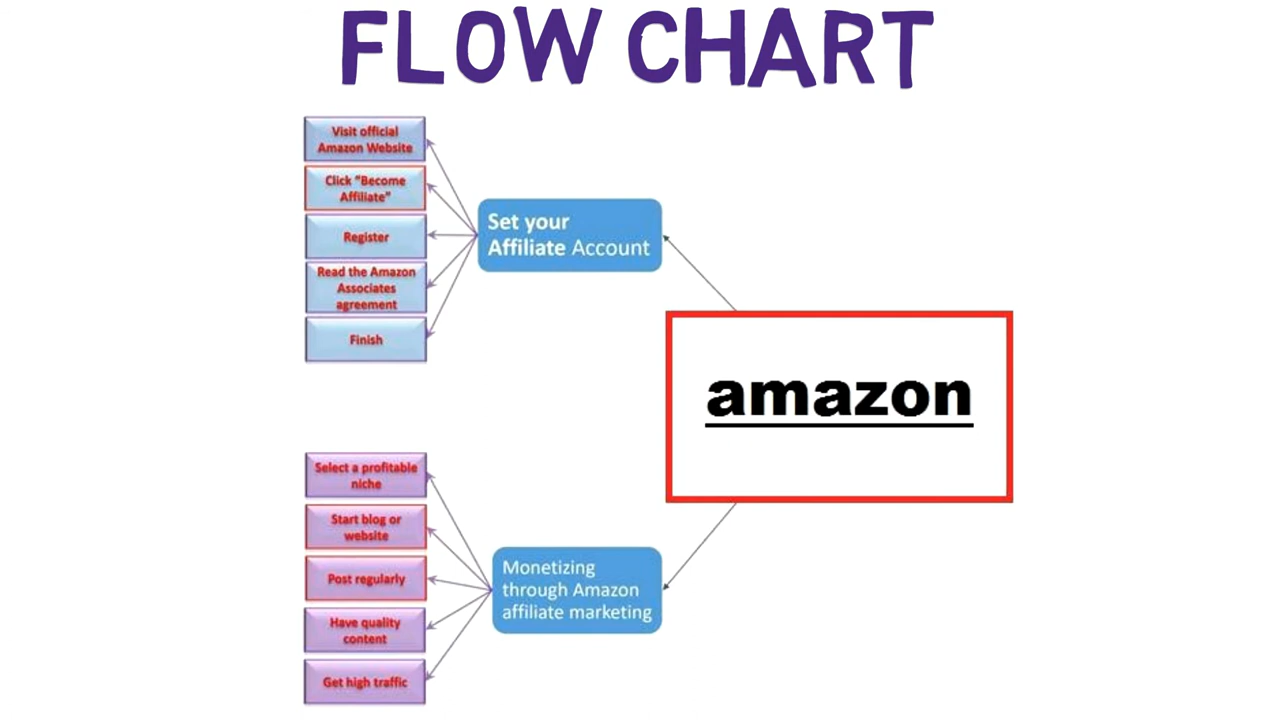 FLOW CHART
Visit official
Amazon Website
Click “Become
Affiliate”
Register
Read the Amazon
Associates
agreement
Finish
Set your
Affiliate Account
amazon
Select a profitable
niche
Start blog or
website
Post regularly
Have quality
content
Get high traffic
Monetizing
through Amazon
affiliate marketing